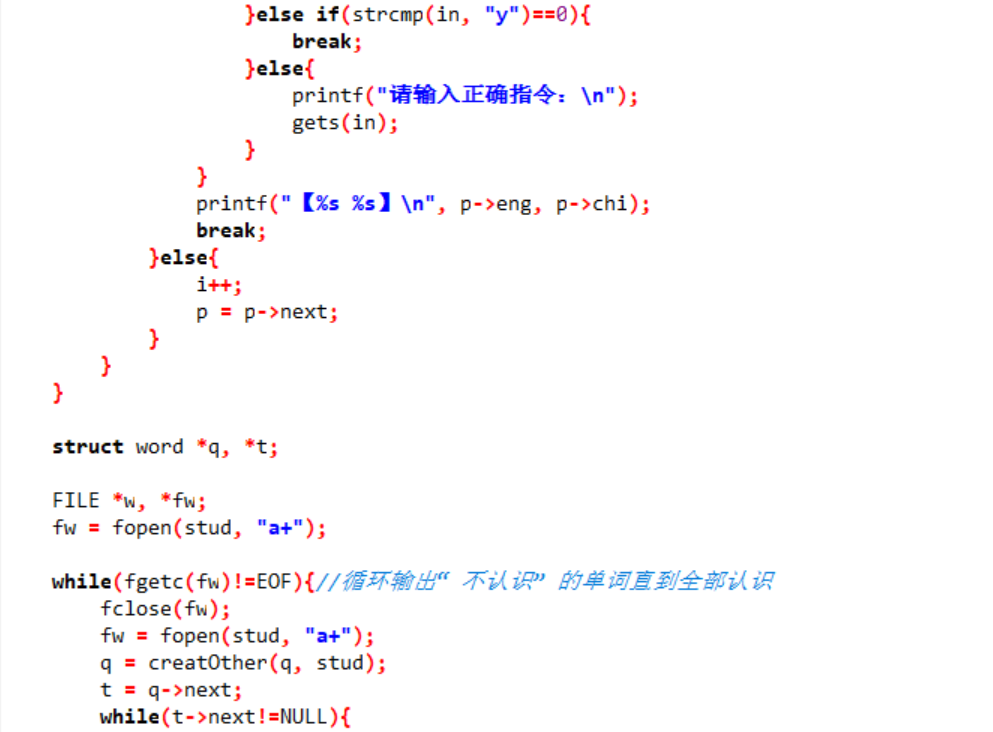 }else if(strcmp(in, "y")==0){
break;
}else{
printf("请输入正确指令：\n");
gets(in);
}
}
printf("【%s %s】\n", p->eng, p->chi);
break;
}else{
i++;
p = p->next;
}
}
}
struct word *q, *t;
FILE *w, *fw;
fw = fopen(stud, "a+");
while(fgetc(fw)!=EOF){//循环输出“ 不认识” 的单词直到全部认识
fclose(fw);
fw = fopen(stud, "a+");
q = creatOther(q, stud);
t = q->next;
while(t->next!=NULL){